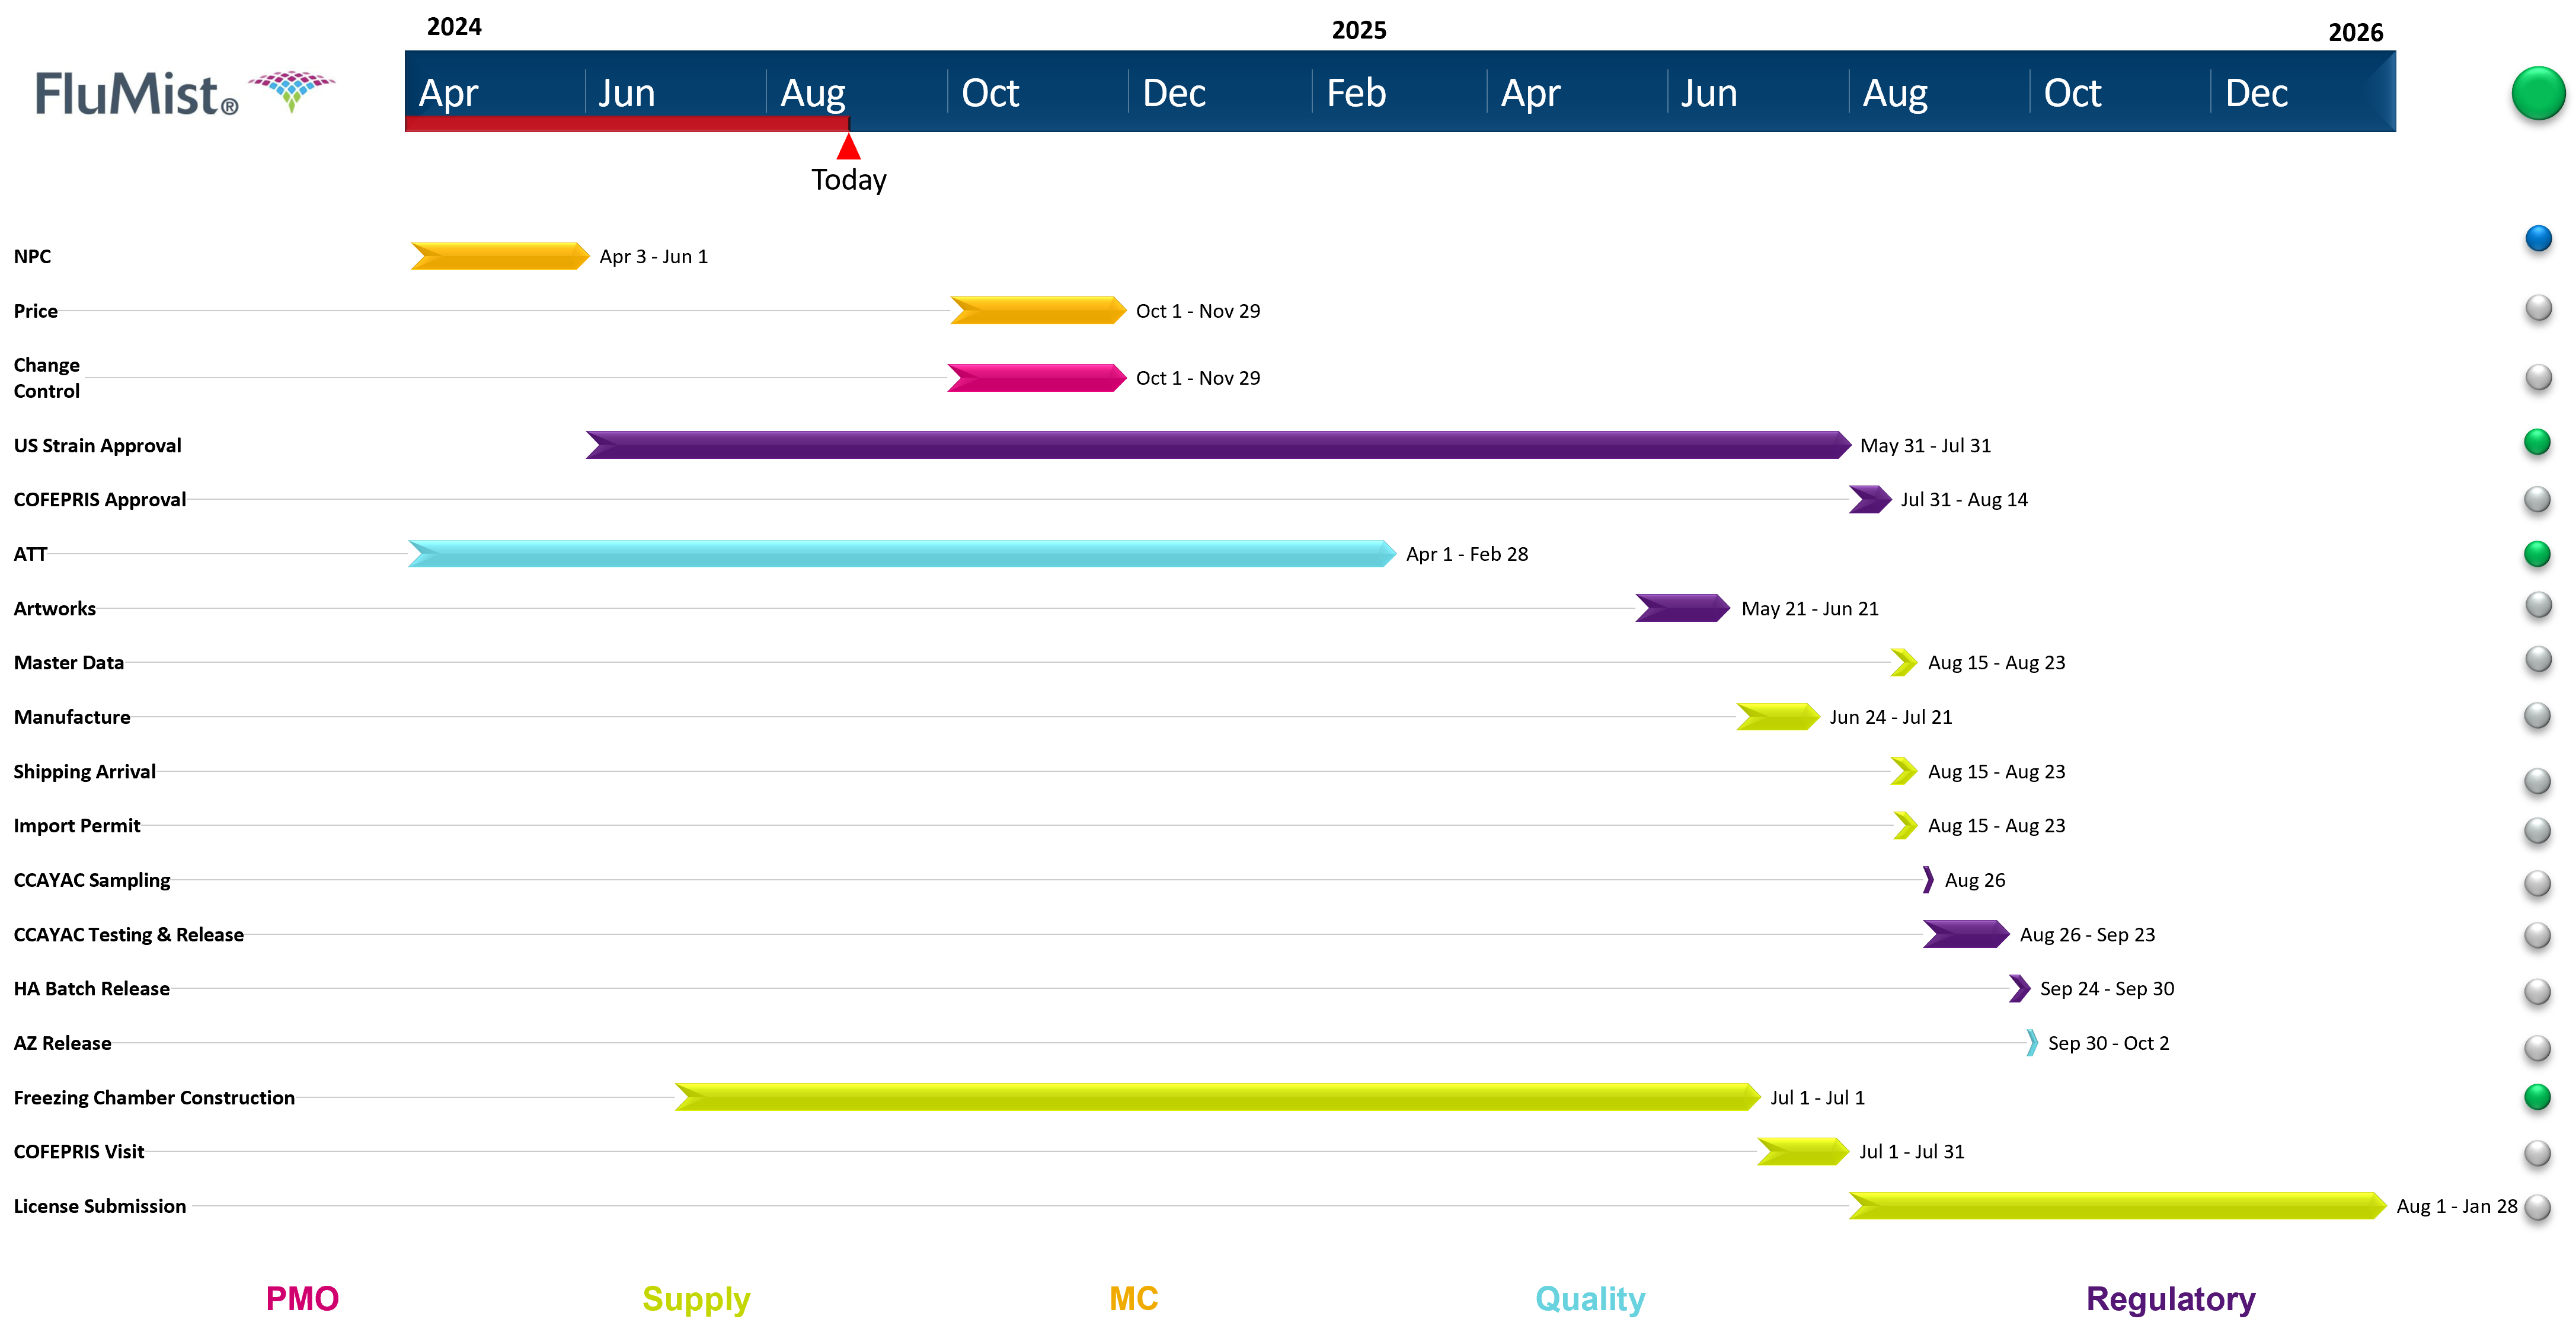 2024 2025 2026
FluMist®
Apr Jun Aug Oct Dec Feb Apr Jun Aug Oct Dec
Today
NPC Apr 3 - Jun 1
Price Oct 1 - Nov 29
Change
Control Oct 1 - Nov 29
US Strain Approval May 31 - Jul 31
COFEPRIS Approval Jul 31 - Aug 14
ATT Apr 1 - Feb 28
Artworks May 21 - Jun 21
Master Data Aug 15 - Aug 23
Manufacture Jun 24 - Jul 21
Shipping Arrival Aug 15 - Aug 23
Import Permit Aug 15 - Aug 23
CCAYAC Sampling Aug 26
CCAYAC Testing & Release Aug 26 - Sep 23
HA Batch Release Sep 24 - Sep 30
AZ Release Sep 30 - Oct 2
Freezing Chamber Construction Jul 1 - Jul 1
COFEPRIS Visit Jul 1 - Jul 31
License Submission Aug 1 - Jan 28
PMO Supply MC Quality Regulatory